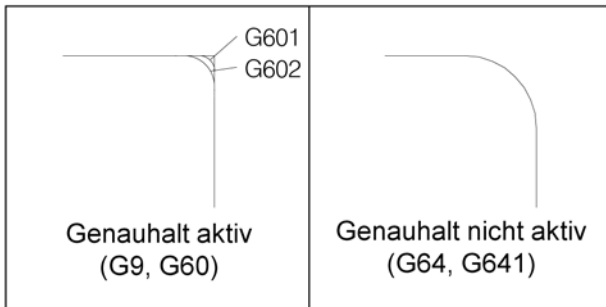 G601
G602
Genauhalt aktiv
(G9, G60)
Genauhalt nicht aktiv
(G64, G641)